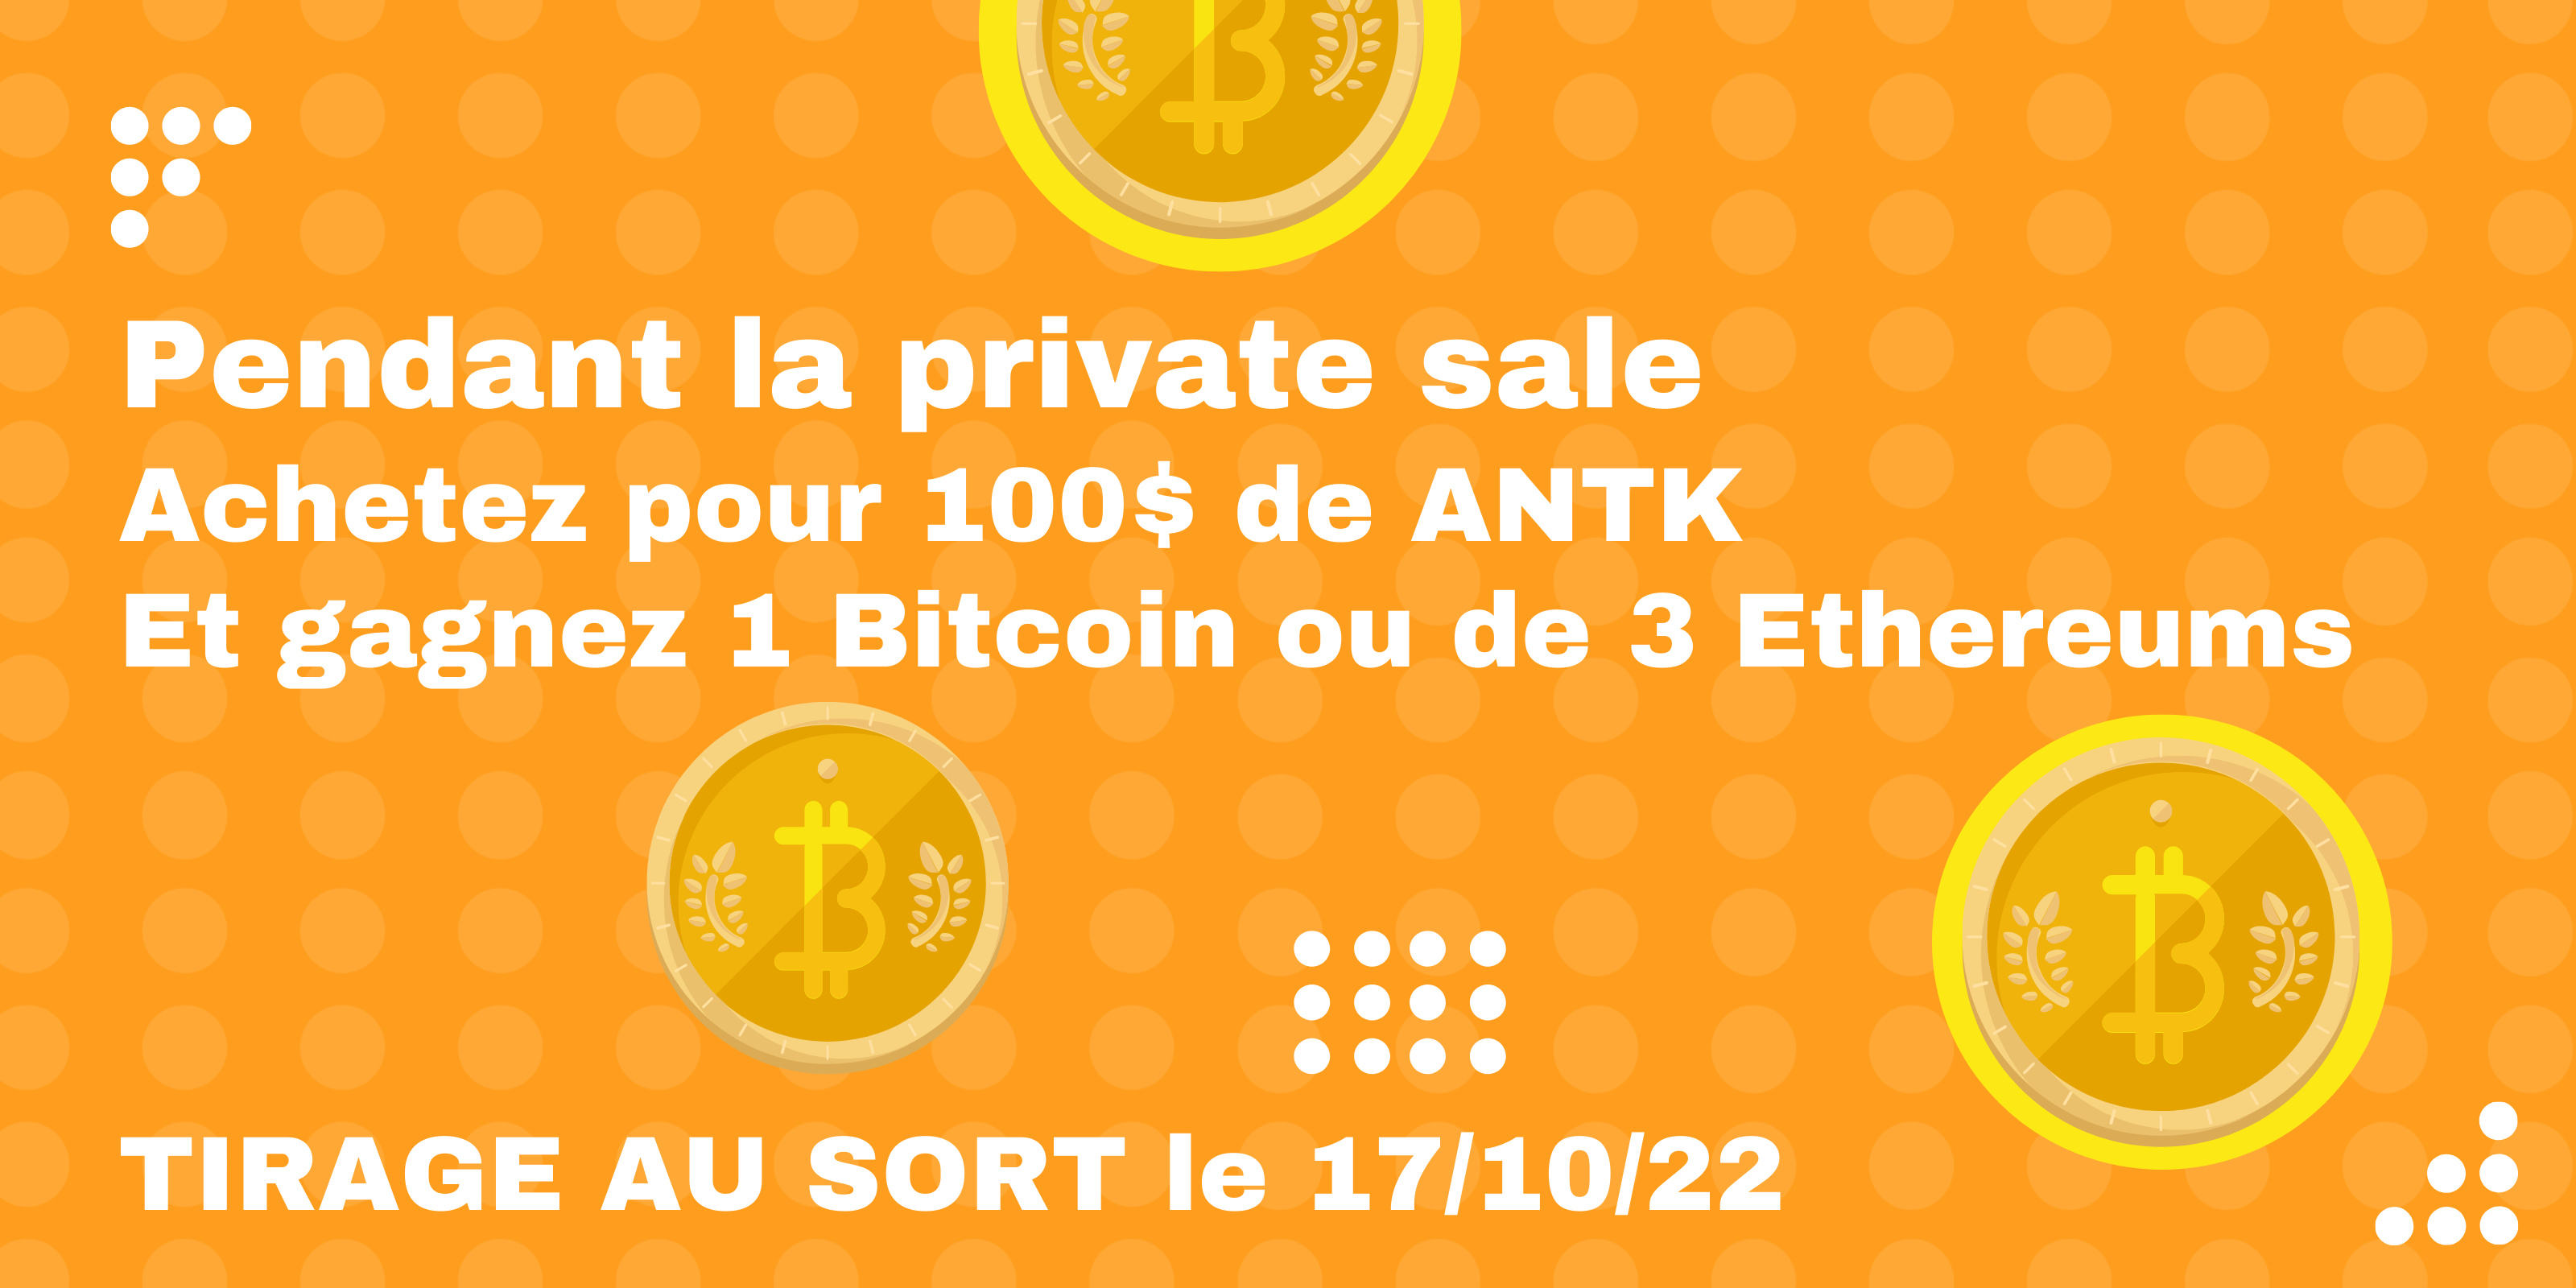 Pendant la private sale
Achetez pour 100$ de ANTK
Et gagnez 1 Bitcoin ou de 3 Ethereums
TIRAGE AU SORT le 17/10/22